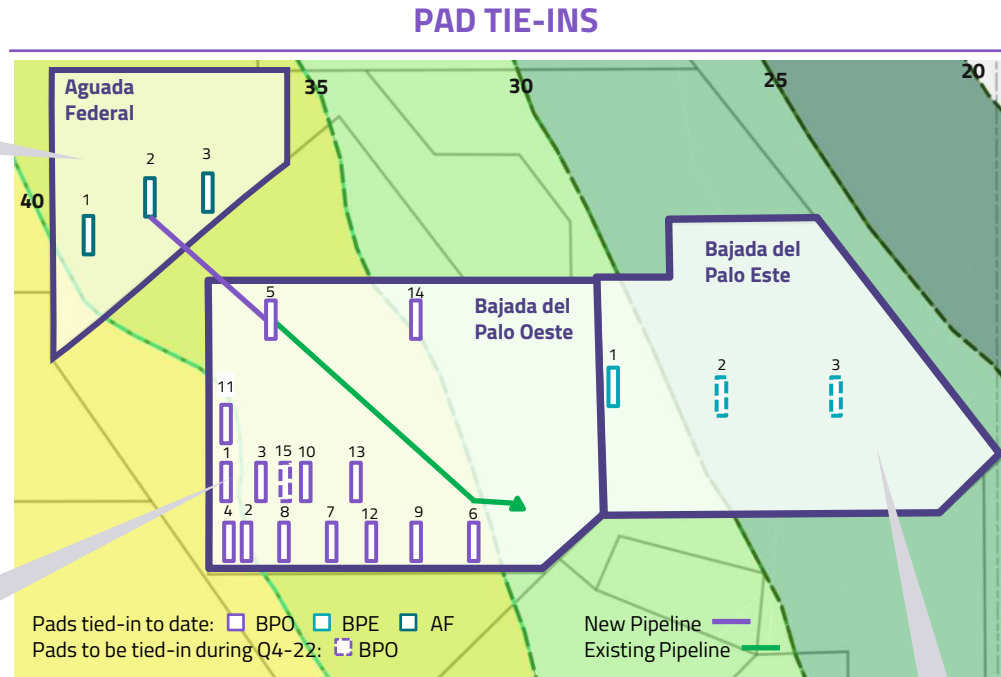 PAD TIE-INS
35
30
25
20
Aguada
Federal
2
3
1
40
Bajada del
Palo Este
5
14
Bajada del
Palo Oeste
1
2
3
11
1
3
15
10
13
4
2
8
7
12
9
6
Pads tied-in to date: BPO BPE AF
Pads to be tied-in during Q4-22: BPO
New Pipeline
Existing Pipeline